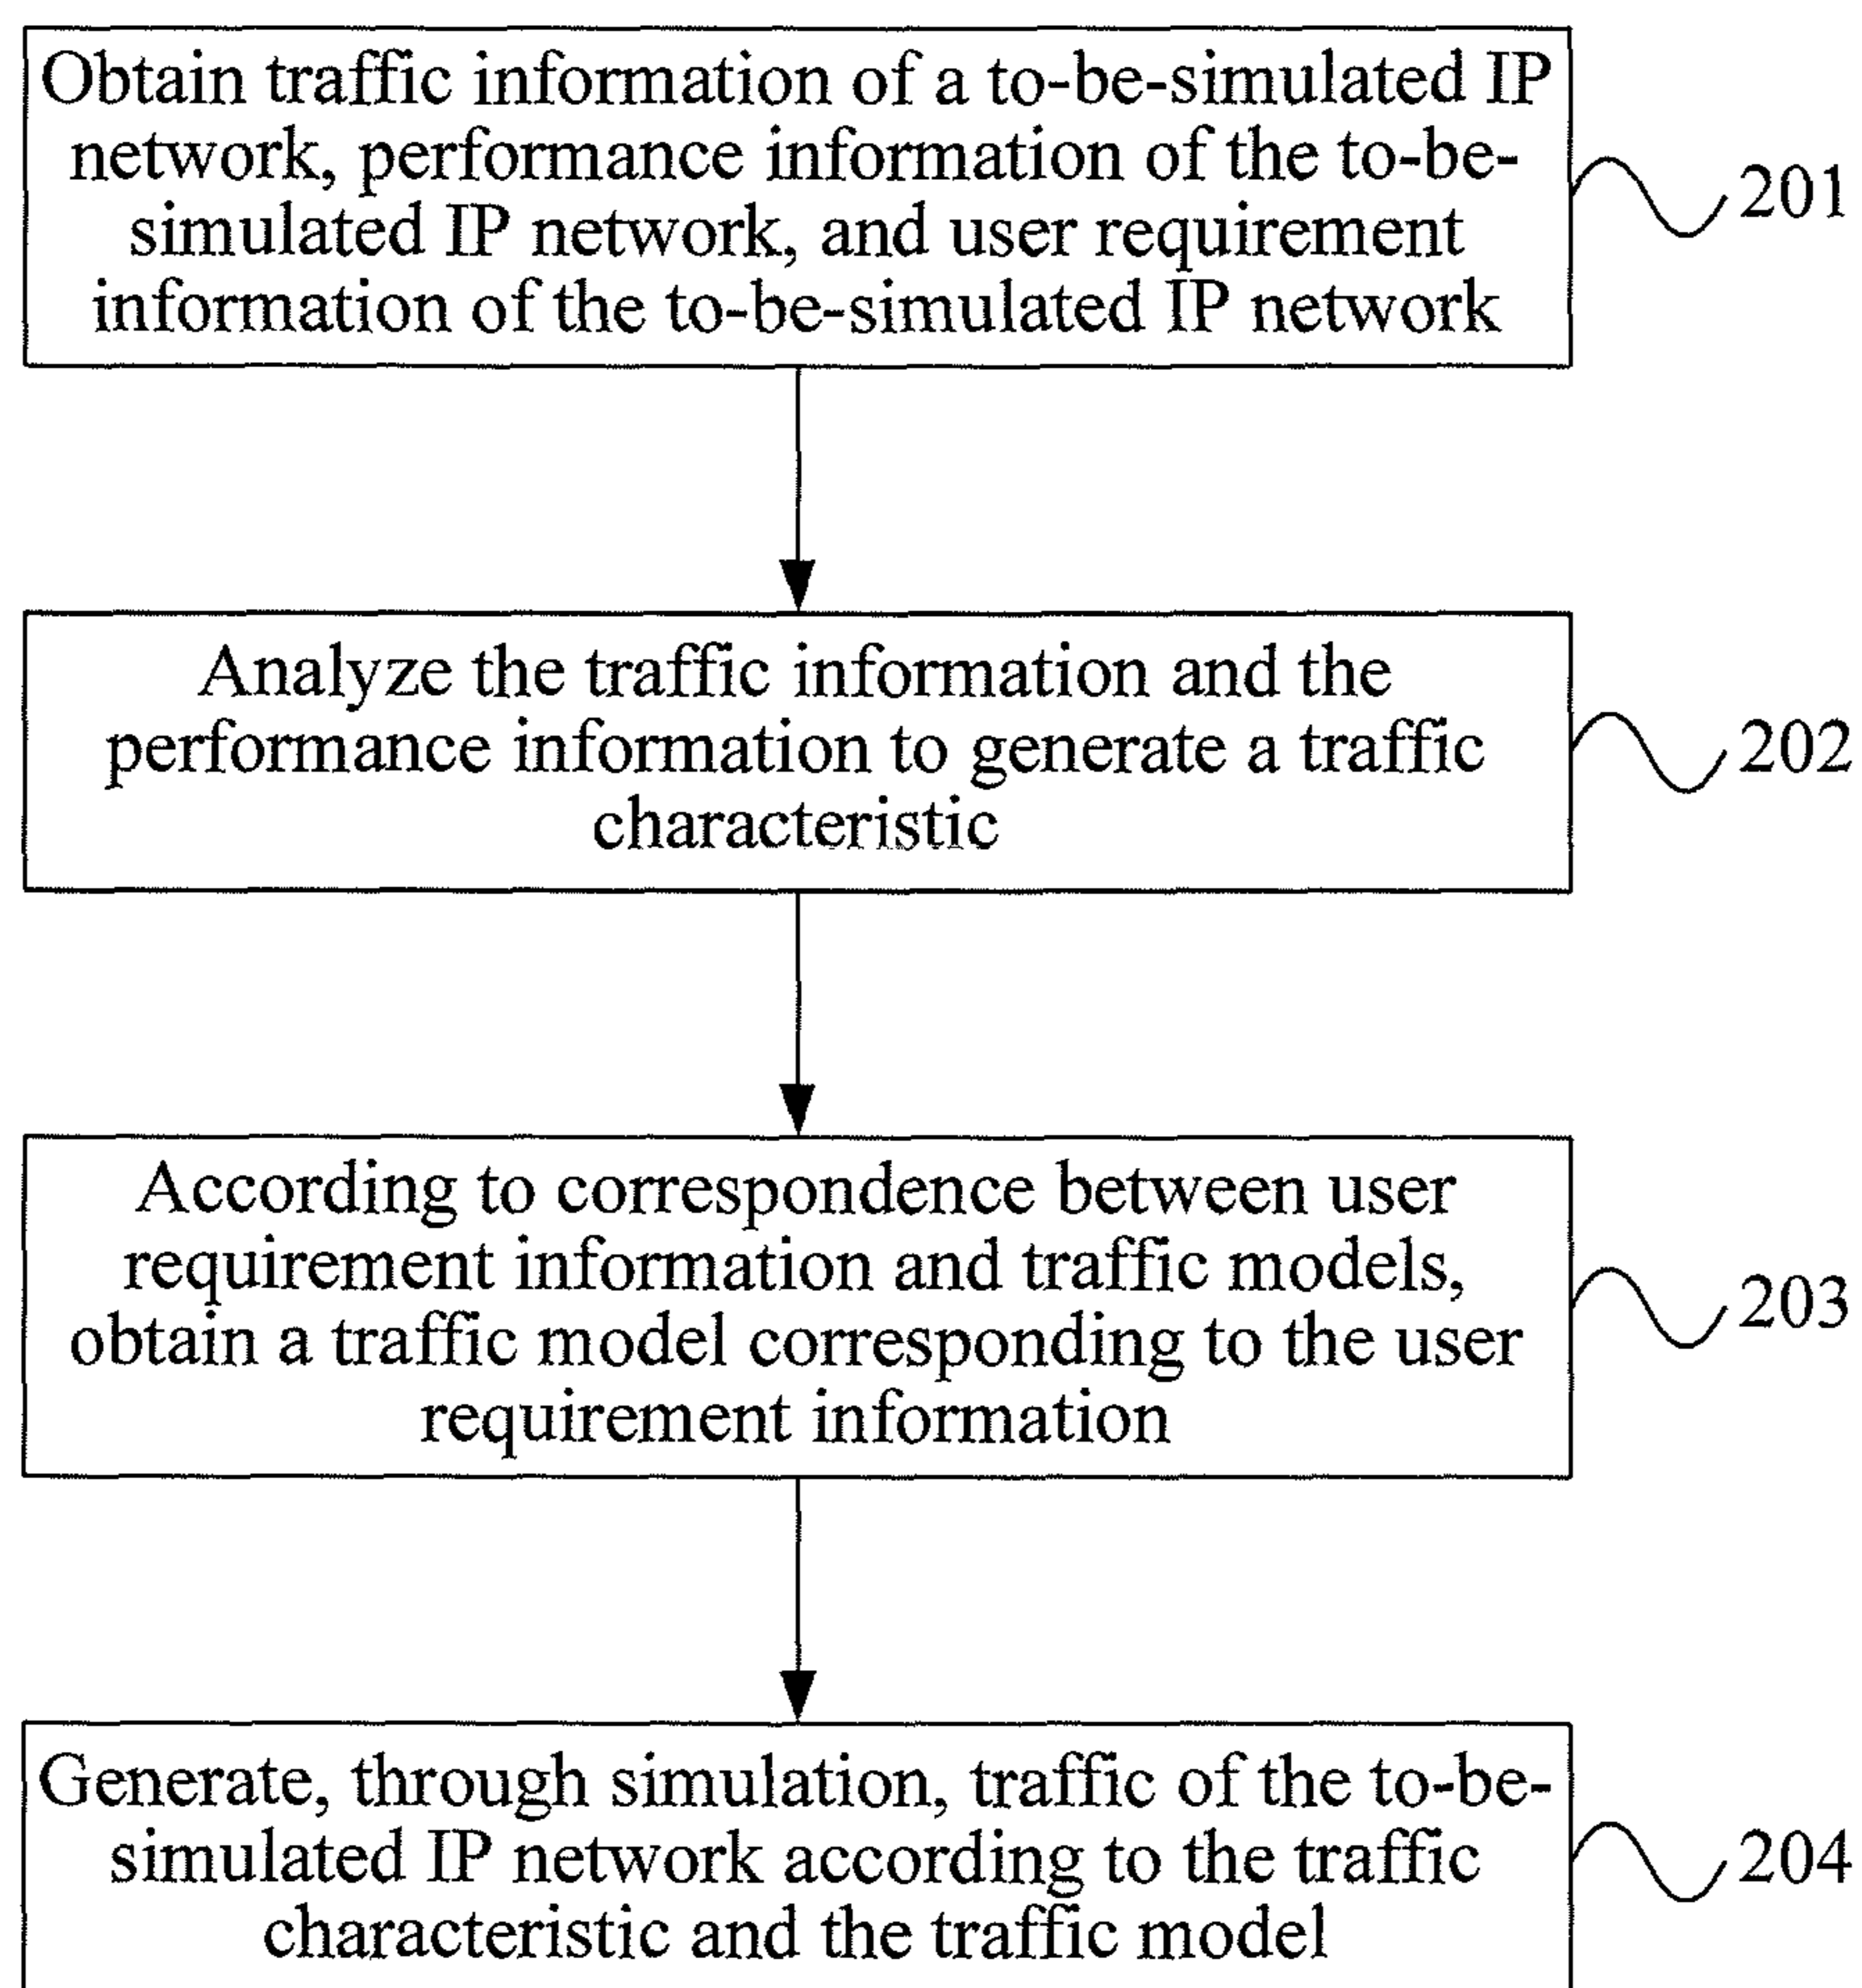 Obtain traffic information of a to-be-simulated IP
network, performance information of the to-be-
simulated IP network, and user requirement
information of the to-be-simulated IP network
201
Analyze the traffic information and the
performance information to generate a traffic
characteristic
202
According to correspondence between user
requirement information and traffic models,
obtain a traffic model corresponding to the user
requirement information
203
Generate, through simulation, traffic of the to-be-
simulated IP network according to the traffic
characteristic and the traffic model
204